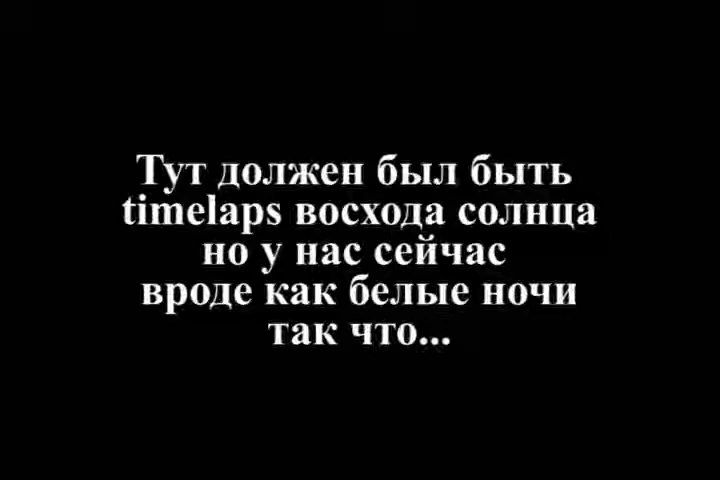 Тут должен был быть
timelaps восхода солнца
но у нас сейчас
вроде как белые ночи
так что...